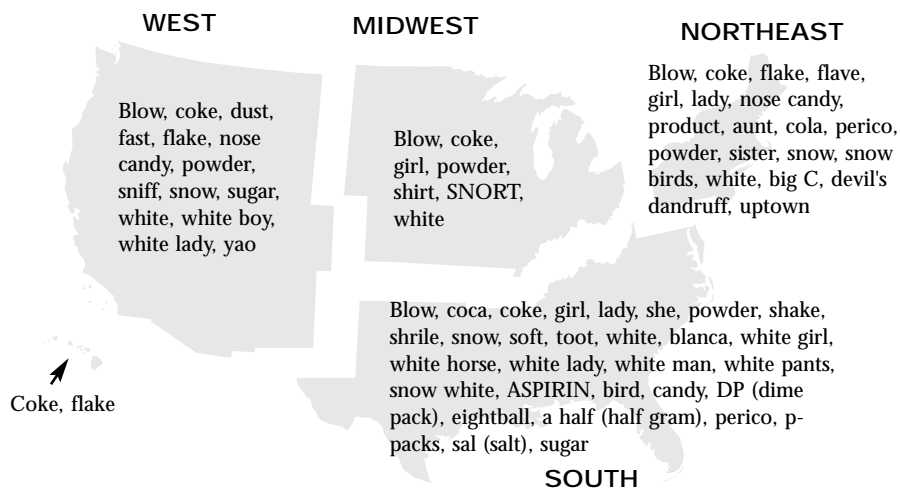 WEST
MIDWEST
NORTHEAST
Blow, coke, dust,
fast, flake, nose
candy, powder,
sniff, snow, sugar,
white, white boy,
white lady, yao
Blow, coke,
girl, powder,
shirt, SNORT,
white
Blow, coke, flake, flave,
girl, lady, nose candy,
product, aunt, cola, perico,
powder, sister, snow, snow
birds, white, big C, devil's
dandruff, uptown
Blow, coca, coke, girl, lady, she, powder, shake,
shrile, snow, soft, toot, white, blanca, white girl,
white horse, white lady, white man, white pants,
snow white, ASPIRIN, bird, candy, DP (dime
pack), eightball, a half (half gram), perico, p-
packs, sal (salt), sugar
SOUTH
Coke, flake